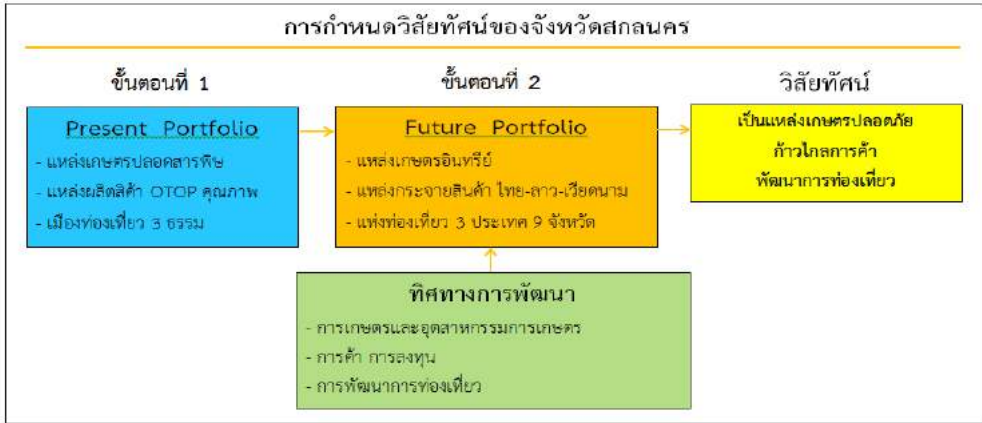 การกำหนดวิสัยทัศน์ของจังหวัดสกลนคร
ขั้นตอนที่ 1
Present Portfolio
- แหล่งเกษตรปลอดสารพิษ
- แหล่งผลิตสิค้า OTOP คุณภาพ
- เมืองท่องเที่ยว 3 ธรรม
ขั้นตอนที่ 2
Future Portfolio
- แหล่งเกษตรอินทรีย์
- แหล่งกระจายสินค้า ไทย-ลาว-เวียดนาม
- แห่งท่องเที่ยว 3 ประเทศ 9 จังหวัด
วิสัยทัศน์
เป็นแหล่งเกษตรปลอดภัย
ก้าวไกลการค้า
พัฒนาการท่องเที่ยว
ทิศทางการพัฒนา
- การเกษตรและอุตสาหกรรมการเกษตร
- การค้า การลงทุน
- การพัฒนาการท่องเที่ยว